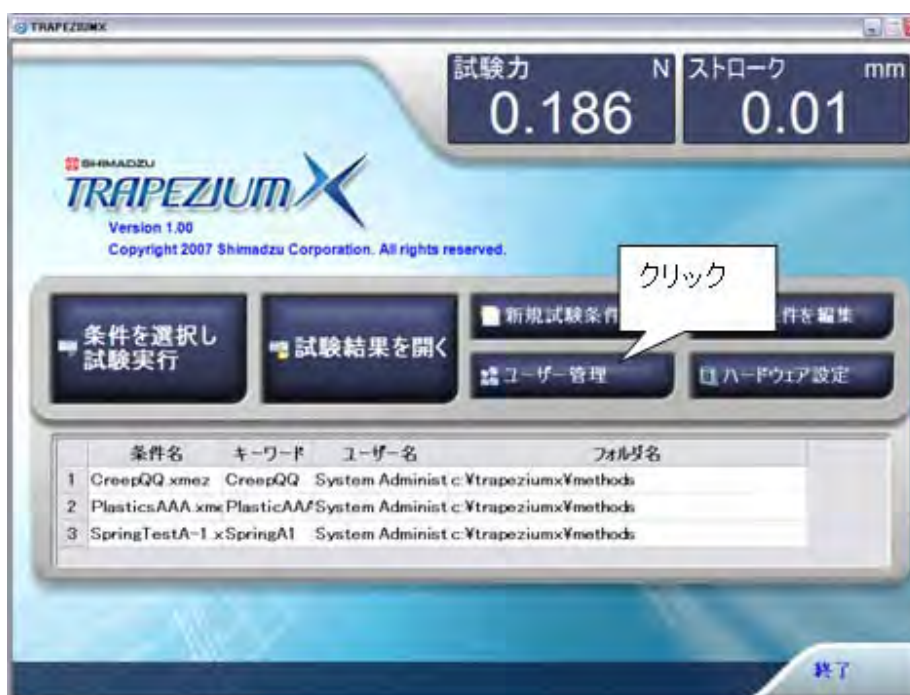 TRAPEZIUMX
試験力 N
0.186
ストローク mm
0.01
SHIMADZU
TRAPEZIUM X
Version 1.00
Copyright 2007 Shimadzu Corporation. All rights reserved.
クリック
条件を選択し
試験実行
試験結果を開く
新規試験条件
件を編集
ユーザー管理
ハードウェア設定
条件名 キーワード ユーザー名 フォルダ名
1 CreepQQ.xmez CreepQQ System Administ c:¥trapeziumx¥methods
2 PlasticsAAA.xme PlasticAAA System Administ c:¥trapeziumx¥methods
3 SpringTestA-1.x SpringA1 System Administ c:¥trapeziumx¥methods
終了